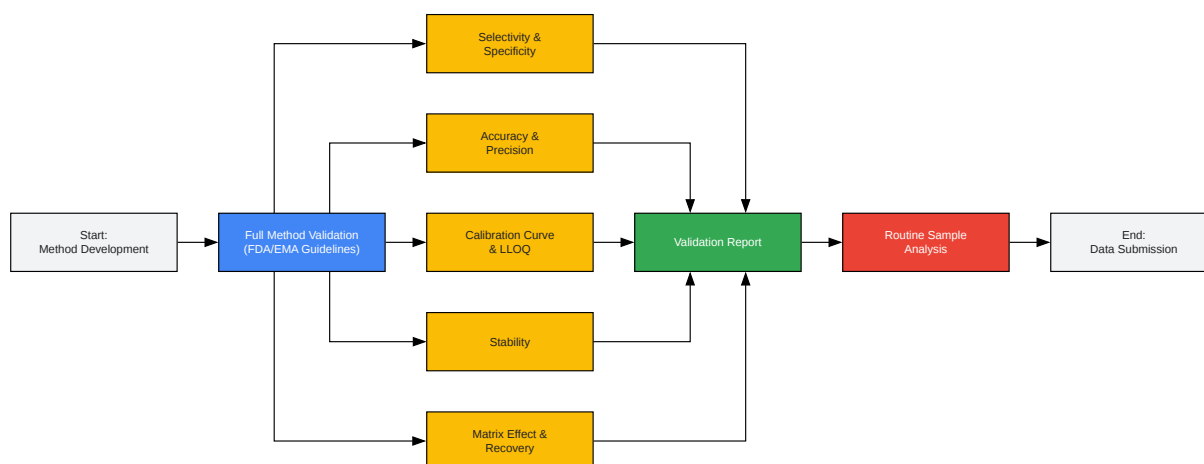 Selectivity &
Specificity
Accuracy &
Precision
Start:
Method Development
Full Method Validation
(FDA/EMA Guidelines)
Calibration Curve
& LLOQ
Validation Report
Routine Sample
Analysis
End:
Data Submission
Stability
Matrix Effect &
Recovery